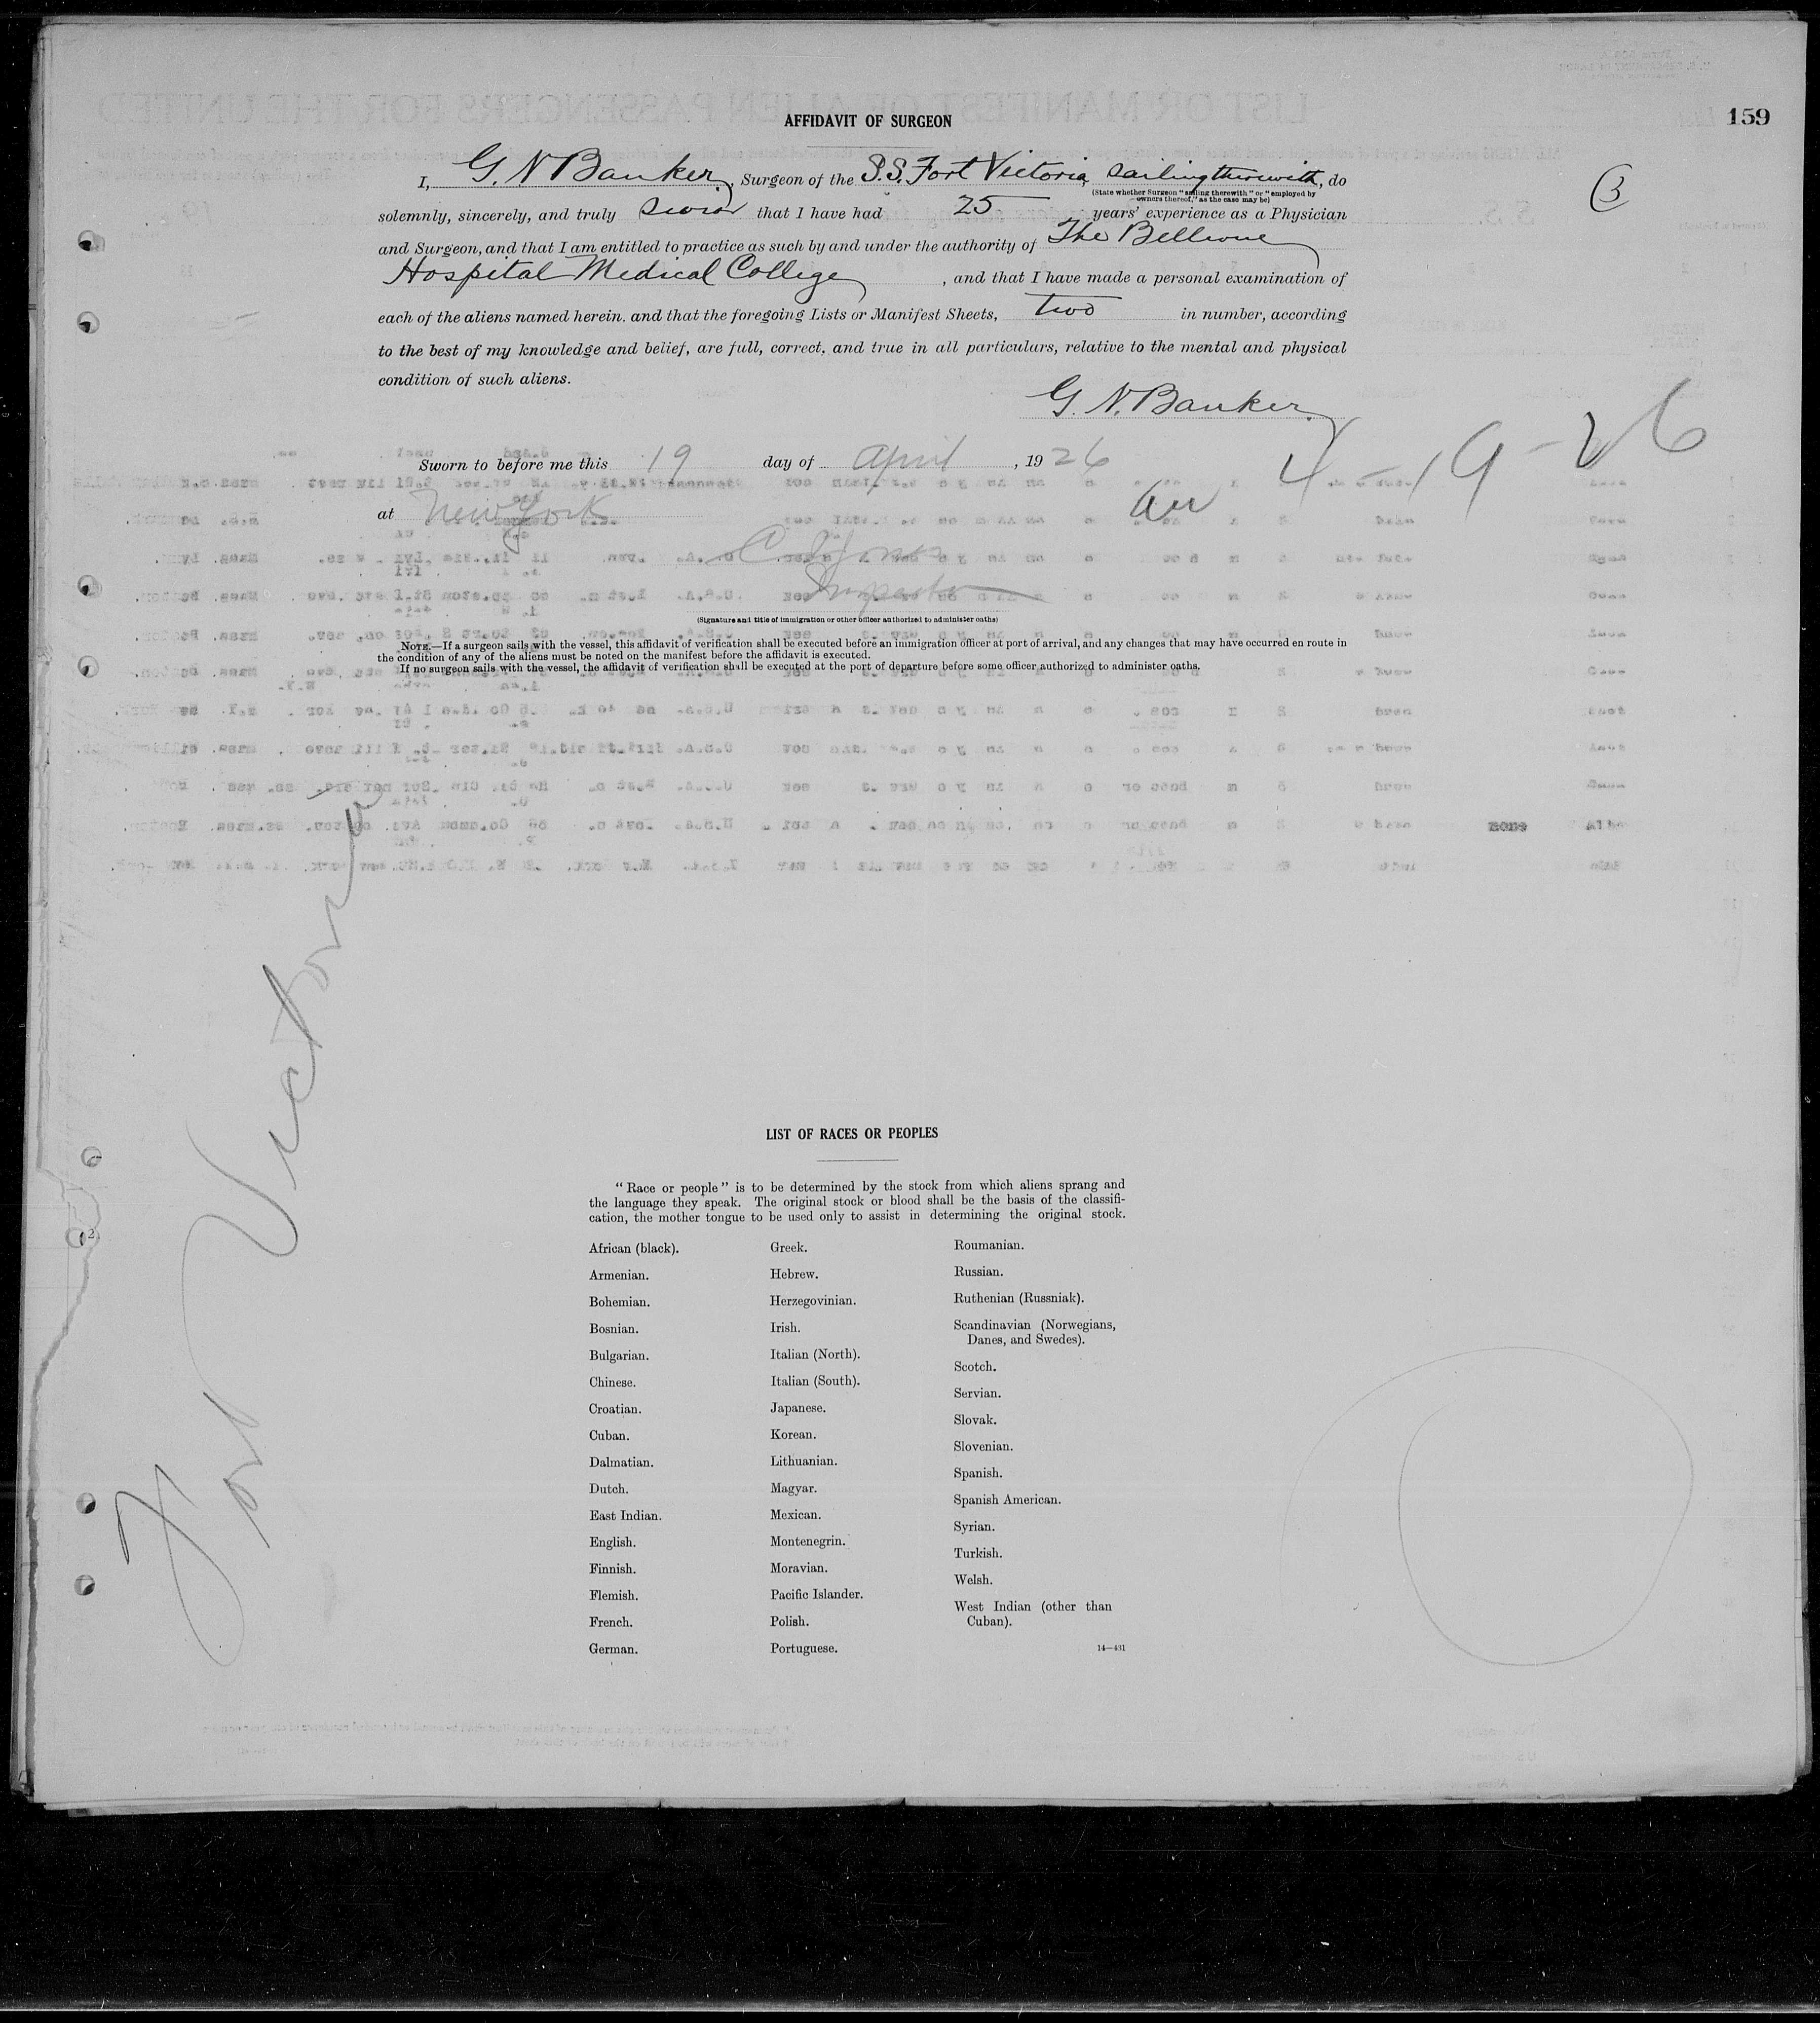 159
AFFIDAVIT OF SURGEON
I, G. N Banker, Surgeon of the S.S. Fort Victoria, sailing therewith, do
(State whether Surgeon "sailing therewith" or "employed by
owners thereof," as the case may be)
solemnly, sincerely, and truly swear that I have had 25 years' experience as a Physician
and Surgeon, and that I am entitled to practice as such by and under the authority of The Bellevue
Hospital Medical College, and that I have made a personal examination of
each of the aliens named herein. and that the foregoing Lists or Manifest Sheets, two in number, according
to the best of my knowledge and belief, are full, correct, and true in all particulars, relative to the mental and physical
condition of such aliens.
G. N. Banker
4-19-26
Sworn to before me this 19 day of April, 1926
at New York
Inspector
(Signature and title of immigration or other officer authorized to administer oaths)
NOTE.—If a surgeon sails with the vessel, this affidavit of verification shall be executed before an immigration officer at port of arrival, and any changes that may have occurred en route in
the condition of any of the aliens must be noted on the manifest before the affidavit is executed.
If no surgeon sails with the vessel, the affidavit of verification shall be executed at the port of departure before some officer authorized to administer oaths.
Fort Victoria
LIST OF RACES OR PEOPLES
"Race or people" is to be determined by the stock from which aliens sprang and
the language they speak. The original stock or blood shall be the basis of the classifi-
cation, the mother tongue to be used only to assist in determining the original stock.
African (black).
Armenian.
Bohemian.
Bosnian.
Bulgarian.
Chinese.
Croatian.
Cuban.
Dalmatian.
Dutch.
East Indian.
English.
Finnish.
Flemish.
French.
German.
Greek.
Hebrew.
Herzegovinian.
Irish.
Italian (North).
Italian (South).
Japanese.
Korean.
Lithuanian.
Magyar.
Mexican.
Montenegrin.
Moravian.
Pacific Islander.
Polish.
Portuguese.
Roumanian.
Russian.
Ruthenian (Russniak).
Scandinavian (Norwegians,
Danes, and Swedes).
Scotch.
Servian.
Slovak.
Slovenian.
Spanish.
Spanish American.
Syrian.
Turkish.
Welsh.
West Indian (other than
Cuban).
14—431